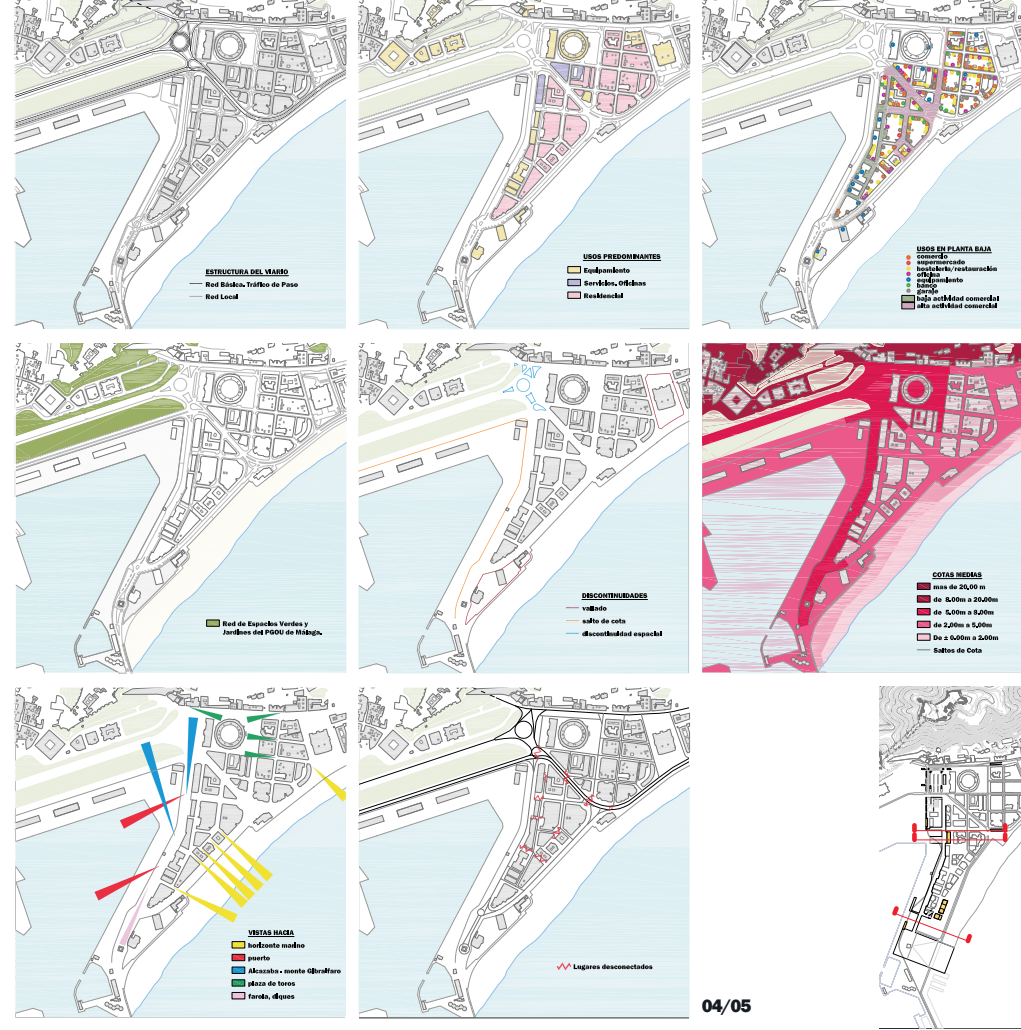 ESTRUCTURA DEL VIARIO
Red Básica. Tráfico de Paso
Red Local
USOS PREDOMINANTES
Equipamiento
Servicios. Oficinas
Residencial
USOS EN PLANTA BAJA
comercio
supermercado
hostelería/restauración
oficina
equipamiento
banco
garaje
baja actividad comercial
alta actividad comercial
Red de Espacios Verdes y
Jardines del PGOU de Málaga.
DISCONTINUIDADES
vallado
salto de cota
discontinuidad espacial
COTAS MEDIAS
mas de 20,00 m
de 8.00m a 20.00m
de 5,00m a 8,00m
de 2,00m a 5,00m
De ± 0.00m a 2.00m
Saltos de Cota
VISTAS HACIA
horizonte marino
puerto
Alcazaba - monte Gibralfaro
plaza de toros
farola, diques
Lugares desconectados
04/05